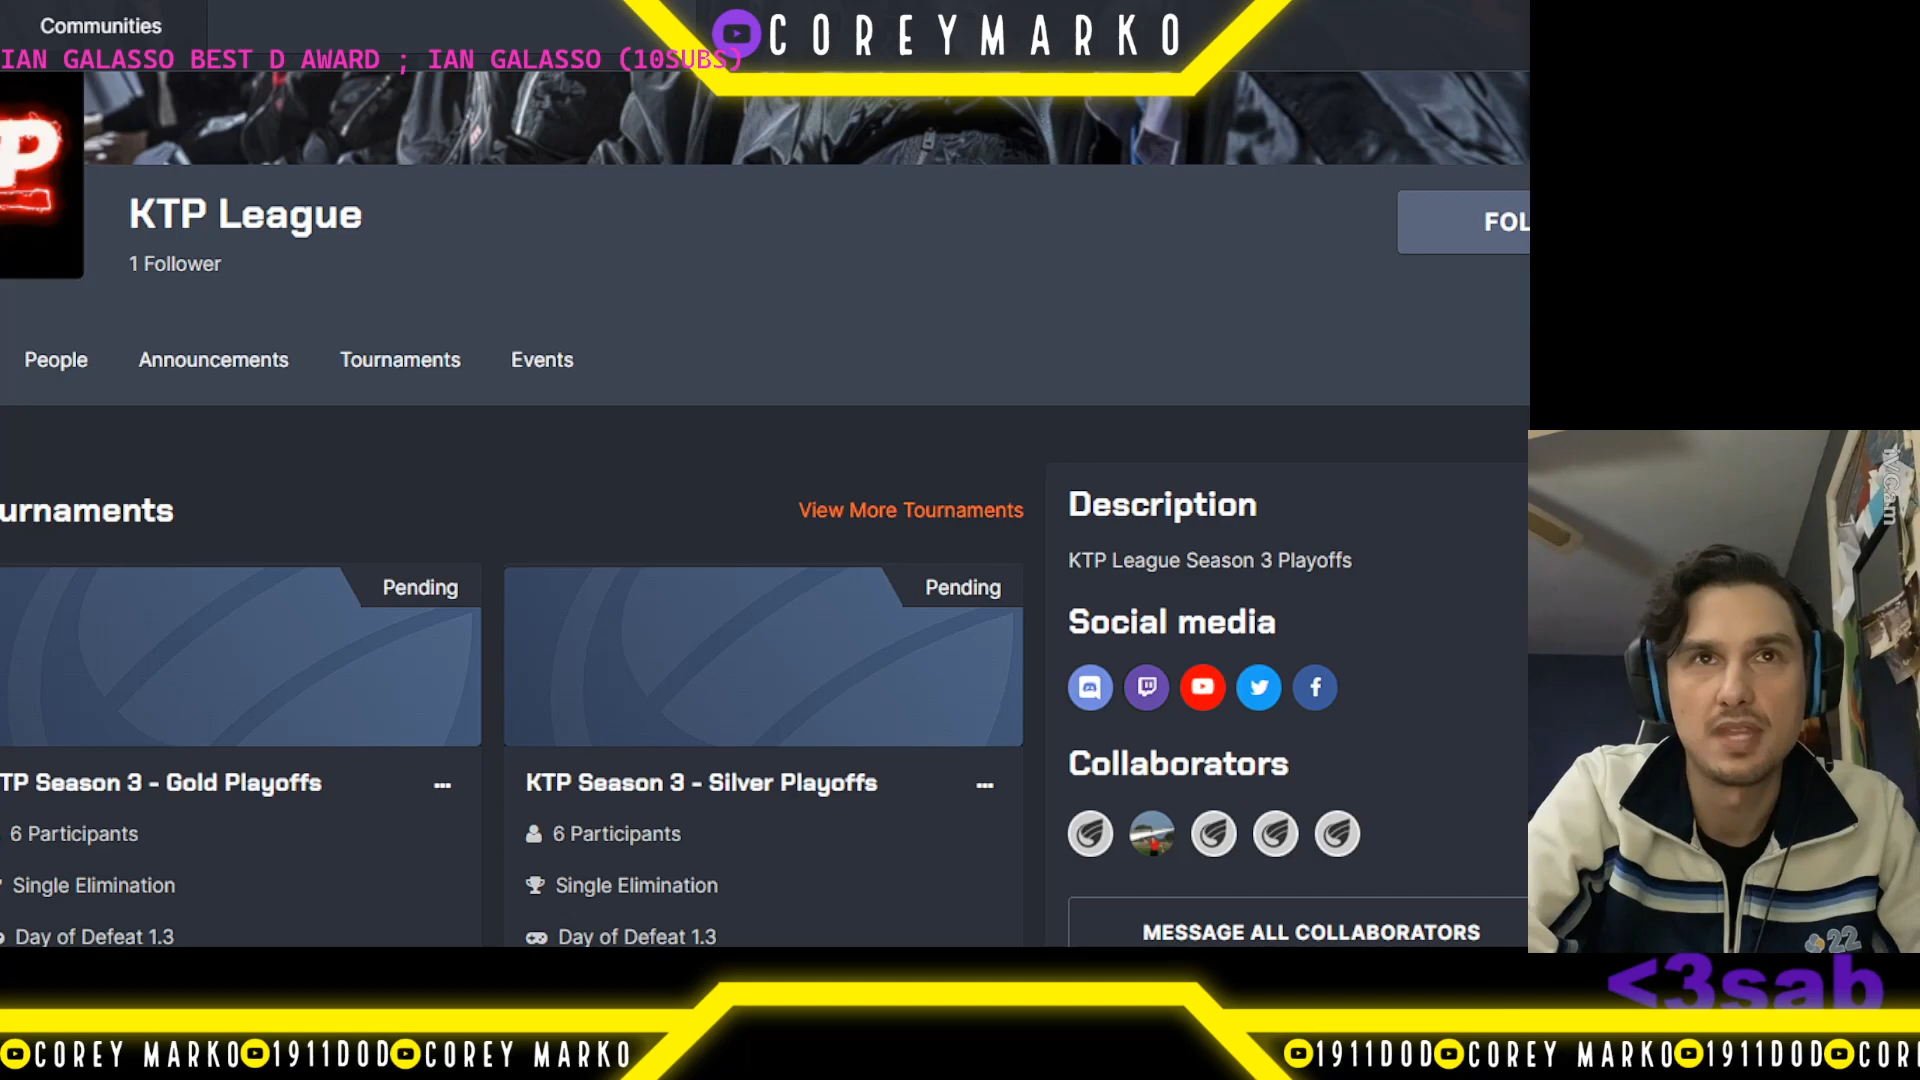 Communities
COREYMARKO
IAN GALASSO BEST D AWARD ; IAN GALASSO (10SUBS)
P
KTP League
FOL
1 Follower
People
Announcements
Tournaments
Events
urnaments
View More Tournaments
Description
KTP League Season 3 Playoffs
Pending
Pending
Social media
TP Season 3 - Gold Playoffs
...
KTP Season 3 - Silver Playoffs
...
Collaborators
6 Participants
6 Participants
Single Elimination
Single Elimination
Day of Defeat 1.3
Day of Defeat 1.3
MESSAGE ALL COLLABORATORS
iVCam
22
<3sab
COREY MARKO 1911DOD COREY MARKO
1911DOD COREY MARKO 1911DOD COR